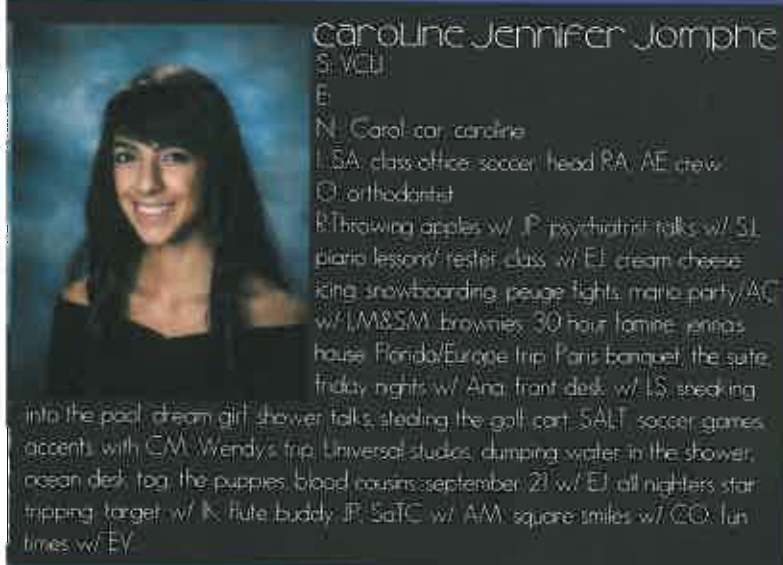 Caroline Jennifer Jomphe
S: VCU
E
N: Carol car caroline
I: SA, class office, soccer, head RA, AE crew
O: orthodontist
R: Throwing apples w/ JP, psychiatrist talks w/ SJ,
piano lessons/ rester class w/ EJ, cream cheese
icing, snowboarding, peuge fights, mario party/AC
w/ LM&SM, brownies, 30 hour famine, jenna's
house, Florida/Europe trip, Paris banquet, the suite,
friday nights w/ Ana, front desk w/ LS, sneaking
into the pool, dream girl, shower talks, stealing the golf cart, SALT, soccer games,
accents with CM, Wendy's trip, Universal studios, dumping water in the shower,
ocean desk tag, the puppies, blood cousins, september 21 w/ EJ, all nighters, star
tripping, target w/ IK, flute buddy JP, SaTC w/ AM, square smiles w/ CO, fun
times w/ EV